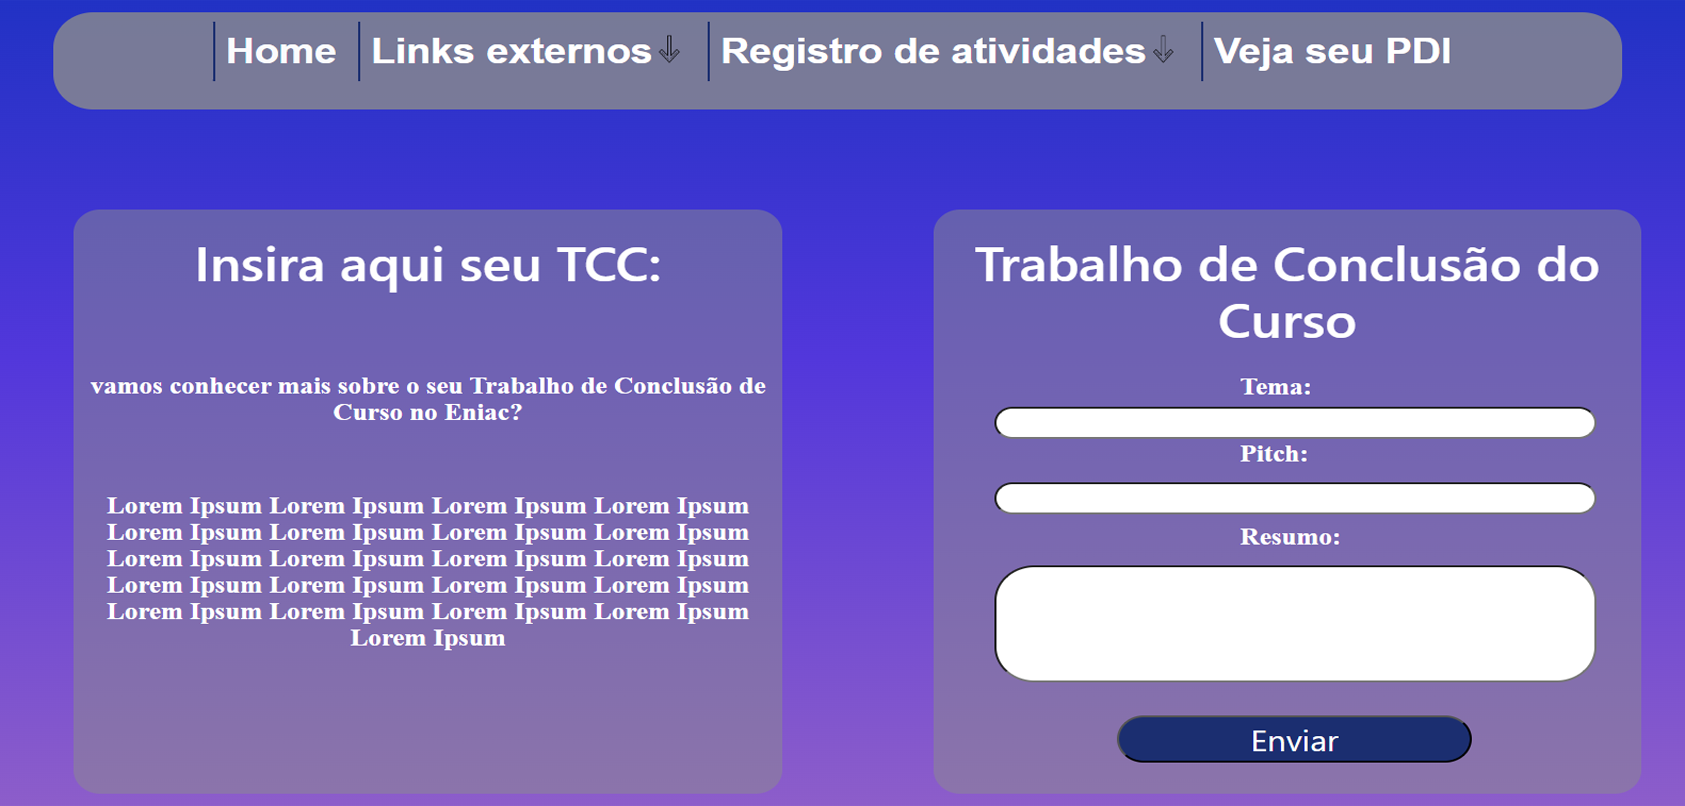 Home Links externos Registro de atividades Veja seu PDI
Insira aqui seu TCC:
vamos conhecer mais sobre o seu Trabalho de Conclusão de
Curso no Eniac?
Lorem Ipsum Lorem Ipsum Lorem Ipsum Lorem Ipsum
Lorem Ipsum Lorem Ipsum Lorem Ipsum Lorem Ipsum
Lorem Ipsum Lorem Ipsum Lorem Ipsum Lorem Ipsum
Lorem Ipsum Lorem Ipsum Lorem Ipsum Lorem Ipsum
Lorem Ipsum Lorem Ipsum Lorem Ipsum Lorem Ipsum
Lorem Ipsum
Trabalho de Conclusão do
Curso
Tema:
Pitch:
Resumo:
Enviar